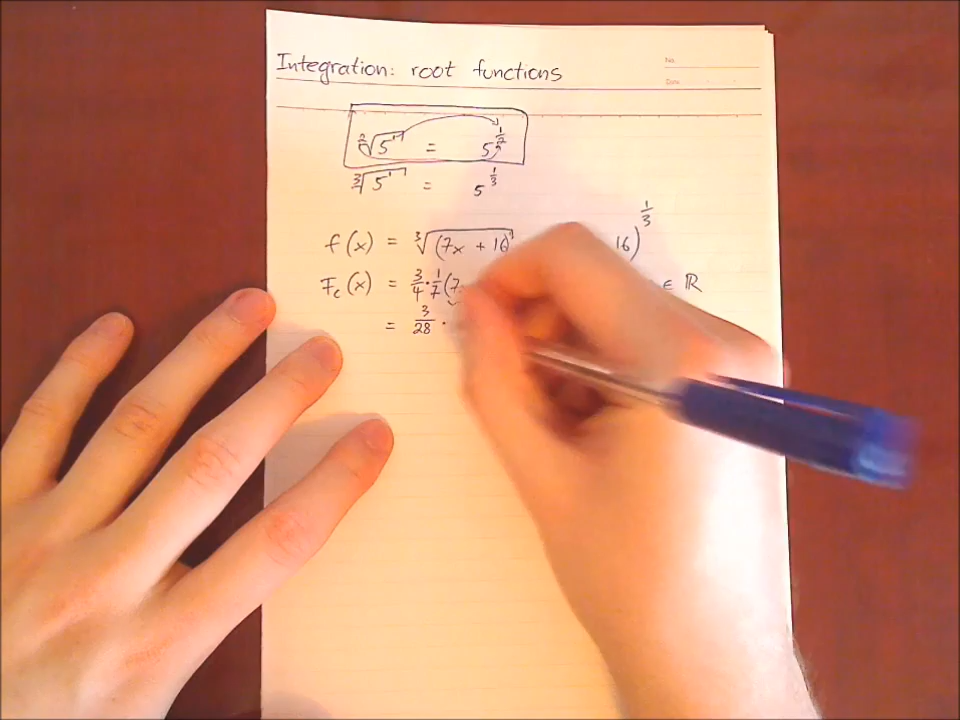 Integration: root functions
No.
Date
²√5¹ = 5^(1/2)
³√5¹ = 5^(1/3)
f(x) = ³√(7x + 16)¹ 16)^(1/3)
F_c(x) = 3/4 · 1/7 (7 ∈ ℝ
= 3/28 ·